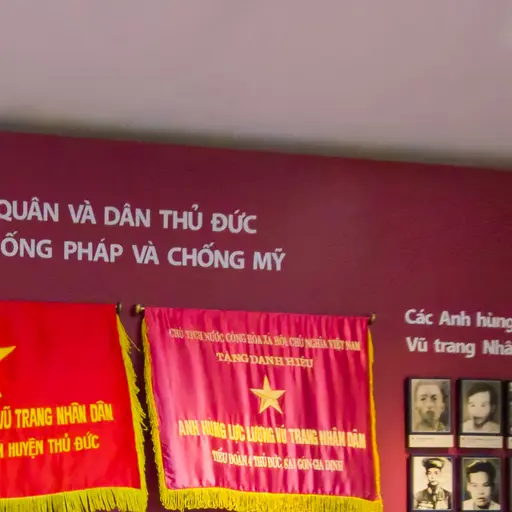 QUÂN VÀ DÂN THỦ ĐỨC
ỐNG PHÁP VÀ CHỐNG MỸ
Các Anh hùng
Vũ trang Nhâ
VŨ TRANG NHÂN DÂN
HUYỆN THỦ ĐỨC
CHỦ TỊCH NƯỚC CỘNG HÒA XÃ HỘI CHỦ NGHĨA VIỆT NAM
TẶNG DANH HIỆU
ANH HÙNG LỰC LƯỢNG VŨ TRANG NHÂN DÂN
TIỂU ĐOÀN 4 THỦ ĐỨC, SÀI GÒN-GIA ĐỊNH